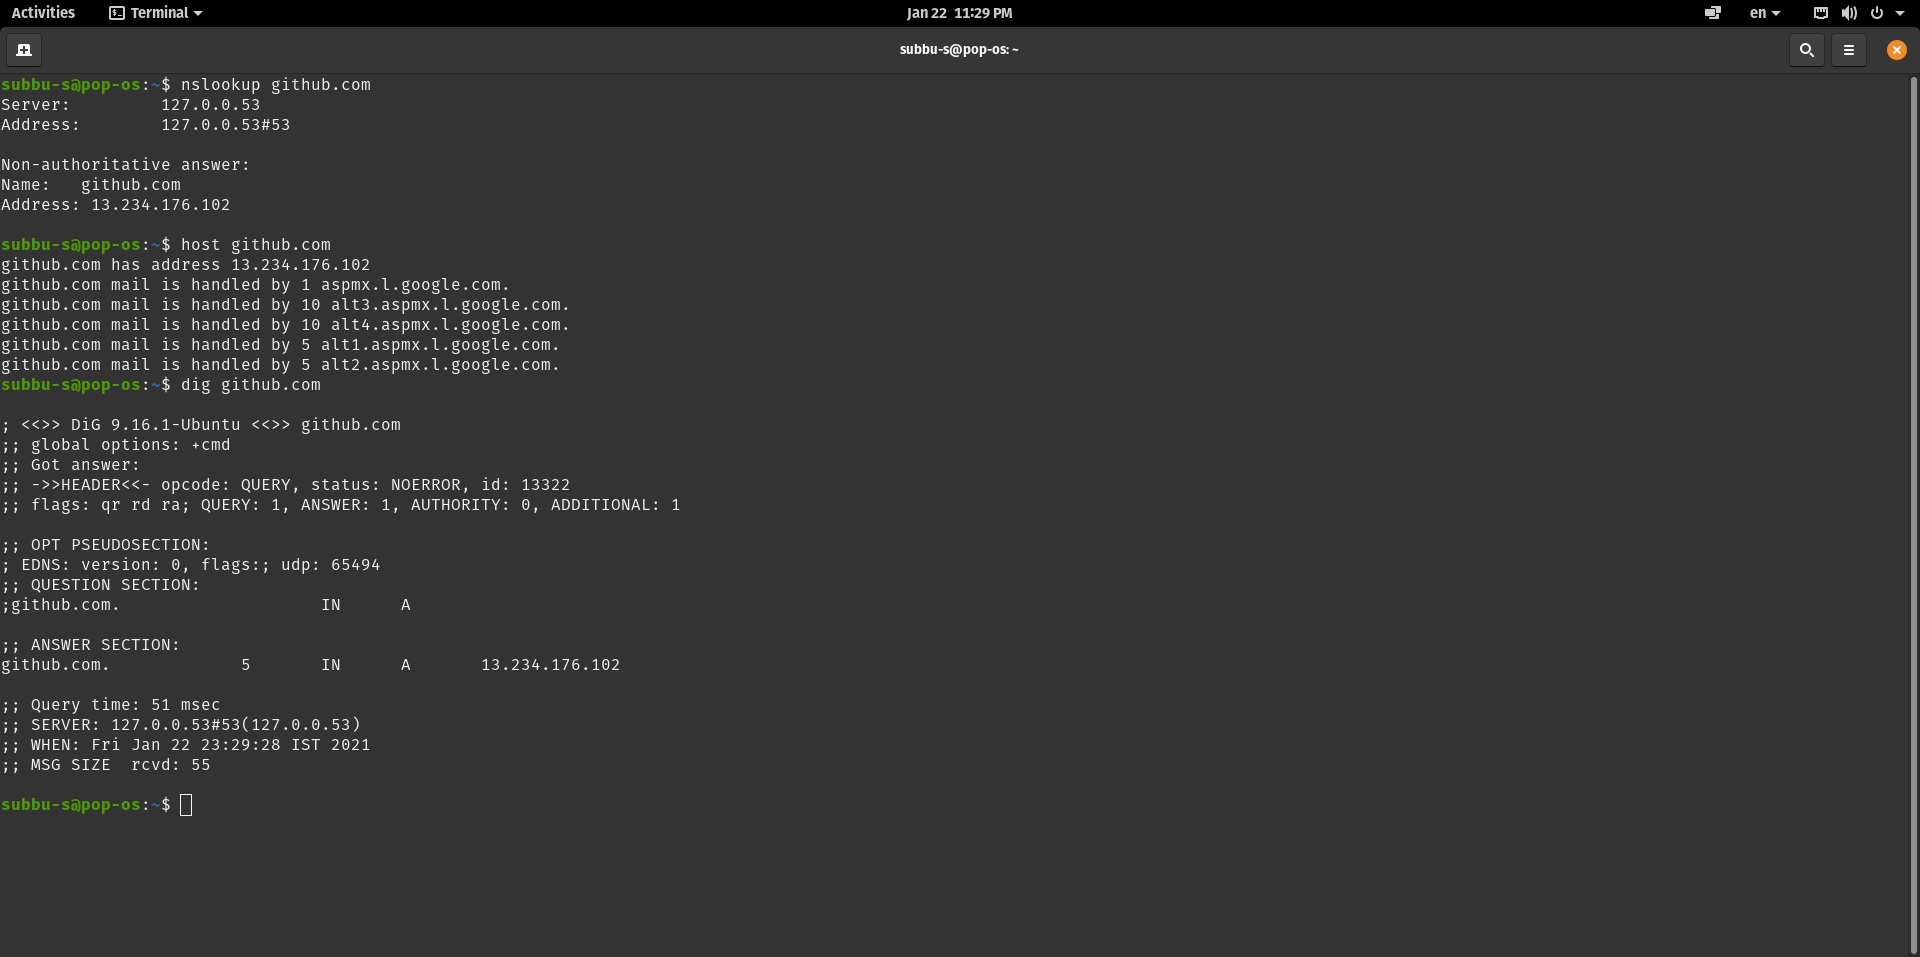 Activities Terminal Jan 22 11:29 PM en
subbu-s@pop-os: ~
subbu-s@pop-os:~$ nslookup github.com
Server:         127.0.0.53
Address:        127.0.0.53#53
Non-authoritative answer:
Name:   github.com
Address: 13.234.176.102
subbu-s@pop-os:~$ host github.com
github.com has address 13.234.176.102
github.com mail is handled by 1 aspmx.l.google.com.
github.com mail is handled by 10 alt3.aspmx.l.google.com.
github.com mail is handled by 10 alt4.aspmx.l.google.com.
github.com mail is handled by 5 alt1.aspmx.l.google.com.
github.com mail is handled by 5 alt2.aspmx.l.google.com.
subbu-s@pop-os:~$ dig github.com
; <<>> DiG 9.16.1-Ubuntu <<>> github.com
;; global options: +cmd
;; Got answer:
;; ->>HEADER<<- opcode: QUERY, status: NOERROR, id: 13322
;; flags: qr rd ra; QUERY: 1, ANSWER: 1, AUTHORITY: 0, ADDITIONAL: 1
;; OPT PSEUDOSECTION:
; EDNS: version: 0, flags:; udp: 65494
;; QUESTION SECTION:
;github.com.                    IN      A
;; ANSWER SECTION:
github.com.             5       IN      A       13.234.176.102
;; Query time: 51 msec
;; SERVER: 127.0.0.53#53(127.0.0.53)
;; WHEN: Fri Jan 22 23:29:28 IST 2021
;; MSG SIZE  rcvd: 55
subbu-s@pop-os:~$